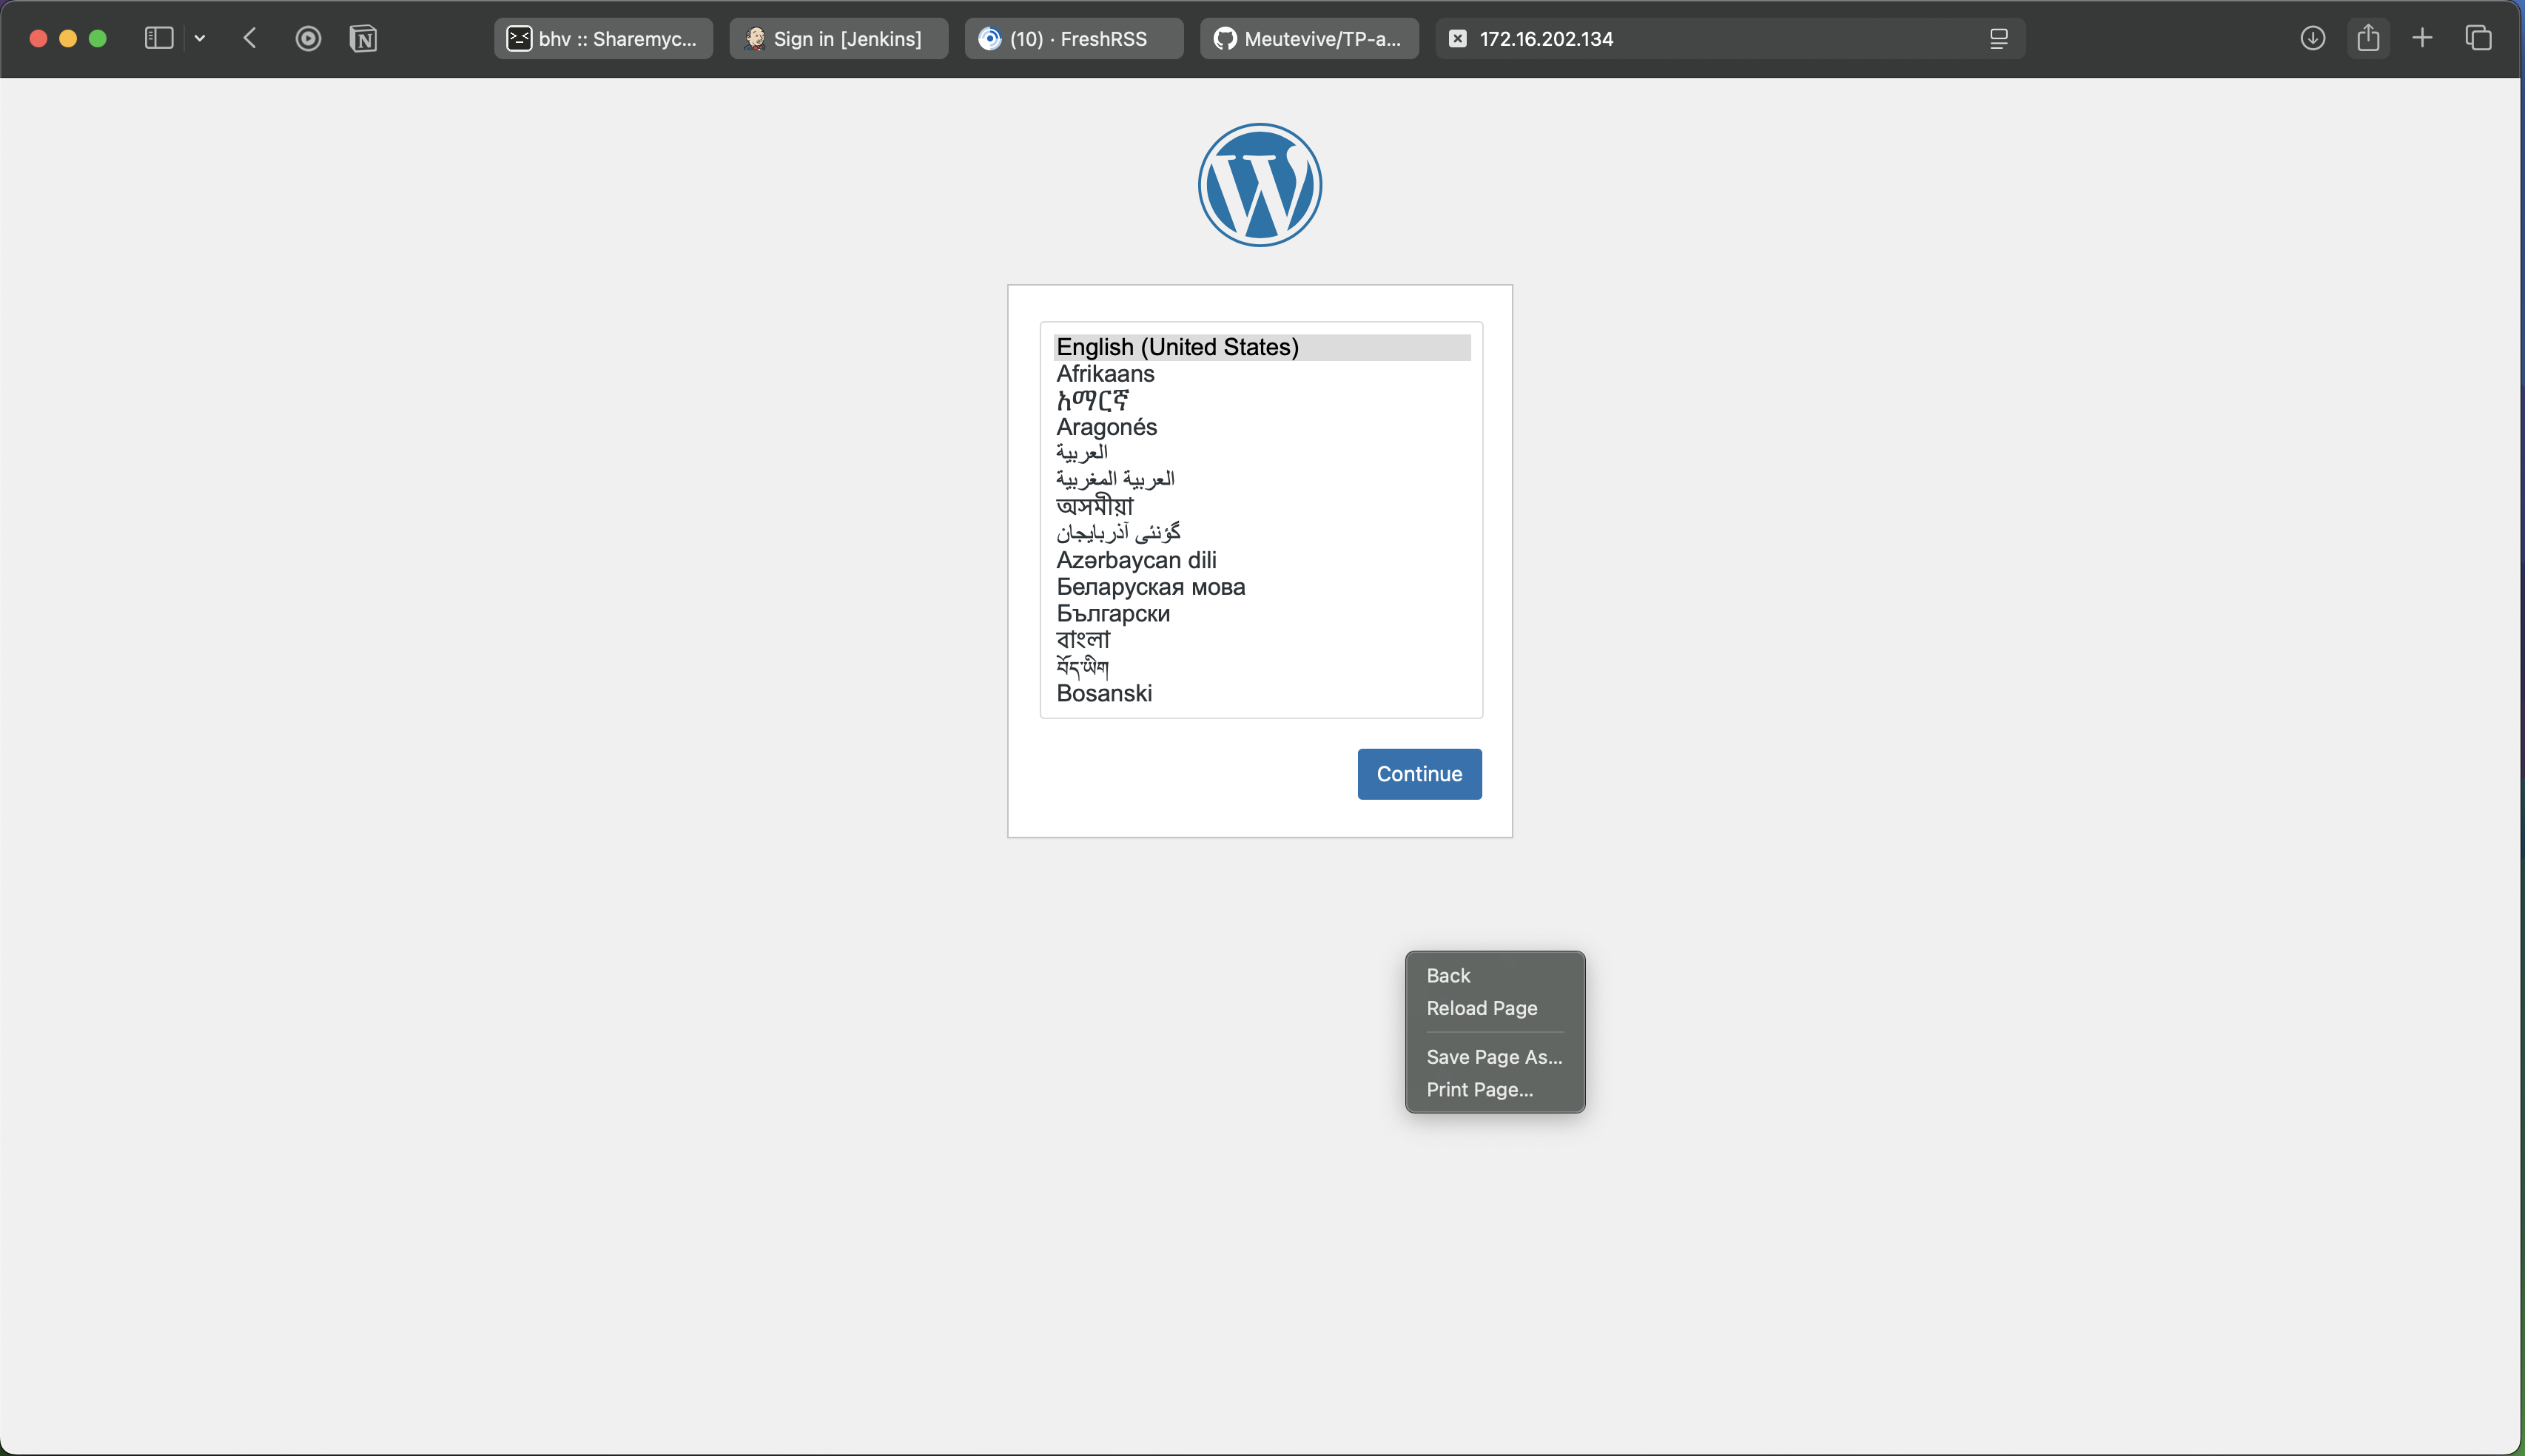 bhv :: Sharemyc...
Sign in [Jenkins]
(10) · FreshRSS
Meutevive/TP-a...
172.16.202.134
English (United States)
Afrikaans
አማርኛ
Aragonés
العربية
العربية المغربية
অসমীয়া
گؤنئی آذربایجان
Azərbaycan dili
Беларуская мова
Български
বাংলা
བོད་ཡིག
Bosanski
Continue
Back
Reload Page
Save Page As...
Print Page...